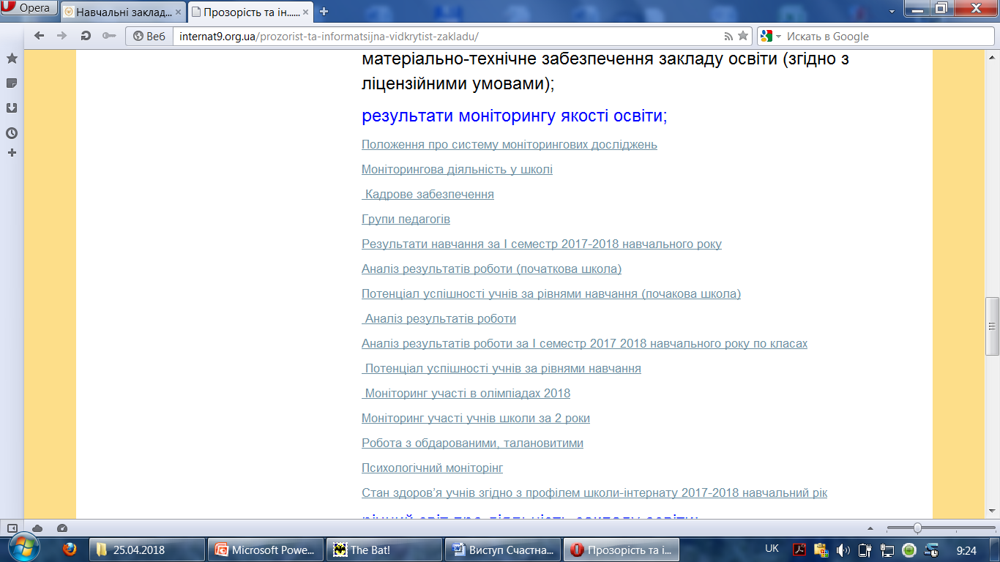 Opera
Навчальні заклад...
Прозорість та ін......
Веб
internat9.org.ua/prozorist-ta-informatsijna-vidkrytist-zakladu/
Искать в Google
матеріально-технічне забезпечення закладу освіти (згідно з
ліцензійними умовами);
результати моніторингу якості освіти;
Положення про систему моніторингових досліджень
Моніторингова діяльність у школі
Кадрове забезпечення
Групи педагогів
Результати навчання за І семестр 2017-2018 навчального року
Аналіз результатів роботи (початкова школа)
Потенціал успішності учнів за рівнями навчання (почакова школа)
Аналіз результатів роботи
Аналіз результатів роботи за І семестр 2017 2018 навчального року по класах
Потенціал успішності учнів за рівнями навчання
Моніторинг участі в олімпіадах 2018
Моніторинг участі учнів школи за 2 роки
Робота з обдарованими, талановитими
Психологічний моніторінг
Стан здоров’я учнів згідно з профілем школи-інтернату 2017-2018 навчальний рік
25.04.2018
Microsoft Powe...
The Bat!
Виступ Счастна...
Прозорість та і...
UK
9:24